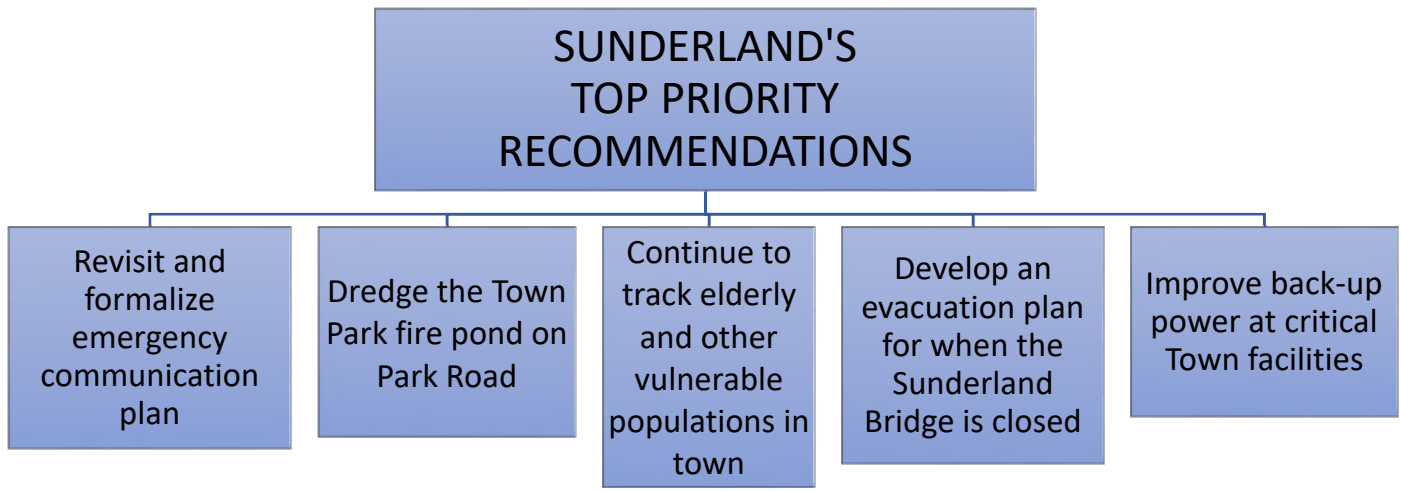 SUNDERLAND'S
TOP PRIORITY
RECOMMENDATIONS
Revisit and
formalize
emergency
communication
plan
Dredge the Town
Park fire pond on
Park Road
Continue to
track elderly
and other
vulnerable
populations in
town
Develop an
evacuation plan
for when the
Sunderland
Bridge is closed
Improve back-up
power at critical
Town facilities